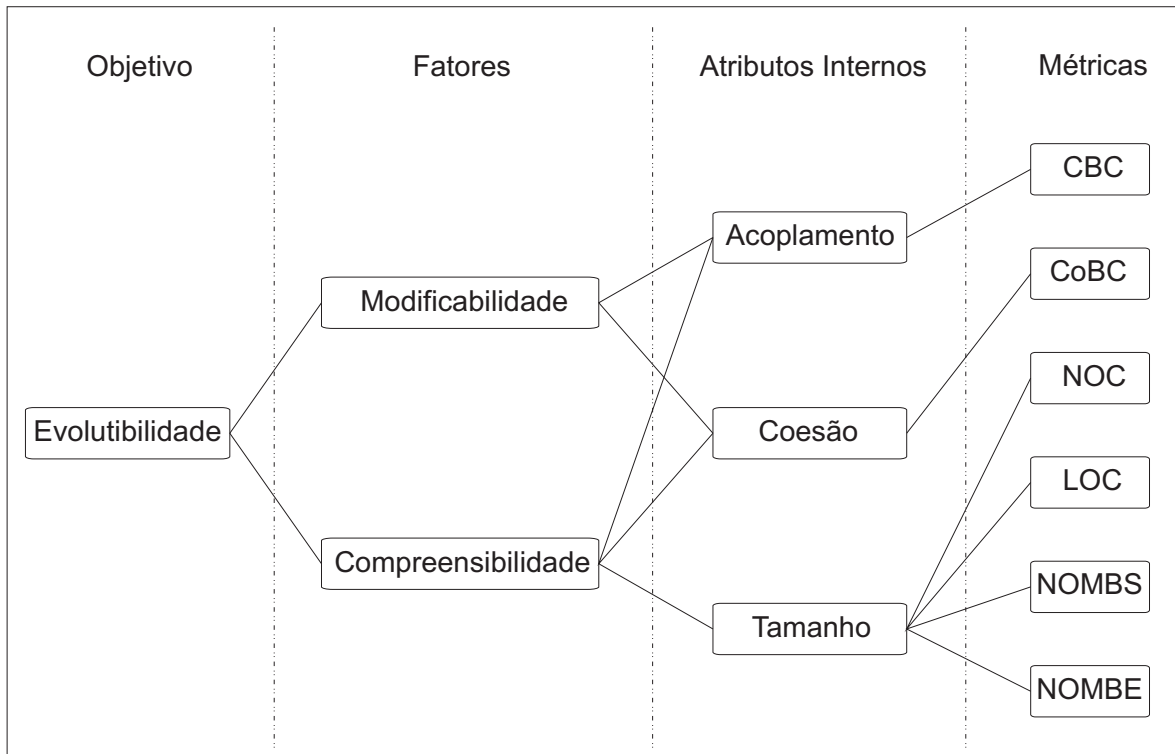 Objetivo
Fatores
Atributos Internos
Métricas
CBC
Acoplamento
CoBC
Modificabilidade
NOC
Evolutibilidade
Coesão
LOC
Compreensibilidade
NOMBS
Tamanho
NOMBE